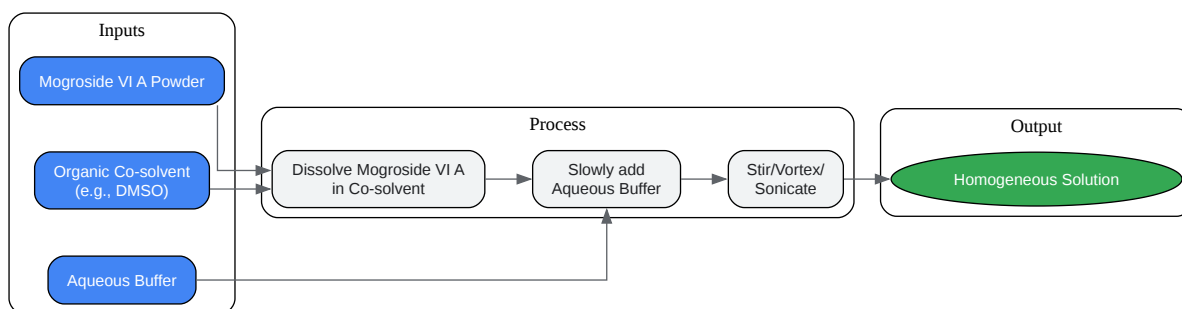 Inputs
Mogroside VI A Powder
Organic Co-solvent
(e.g., DMSO)
Aqueous Buffer
Process
Dissolve Mogroside VI A
in Co-solvent
Slowly add
Aqueous Buffer
Stir/Vortex/
Sonicate
Output
Homogeneous Solution